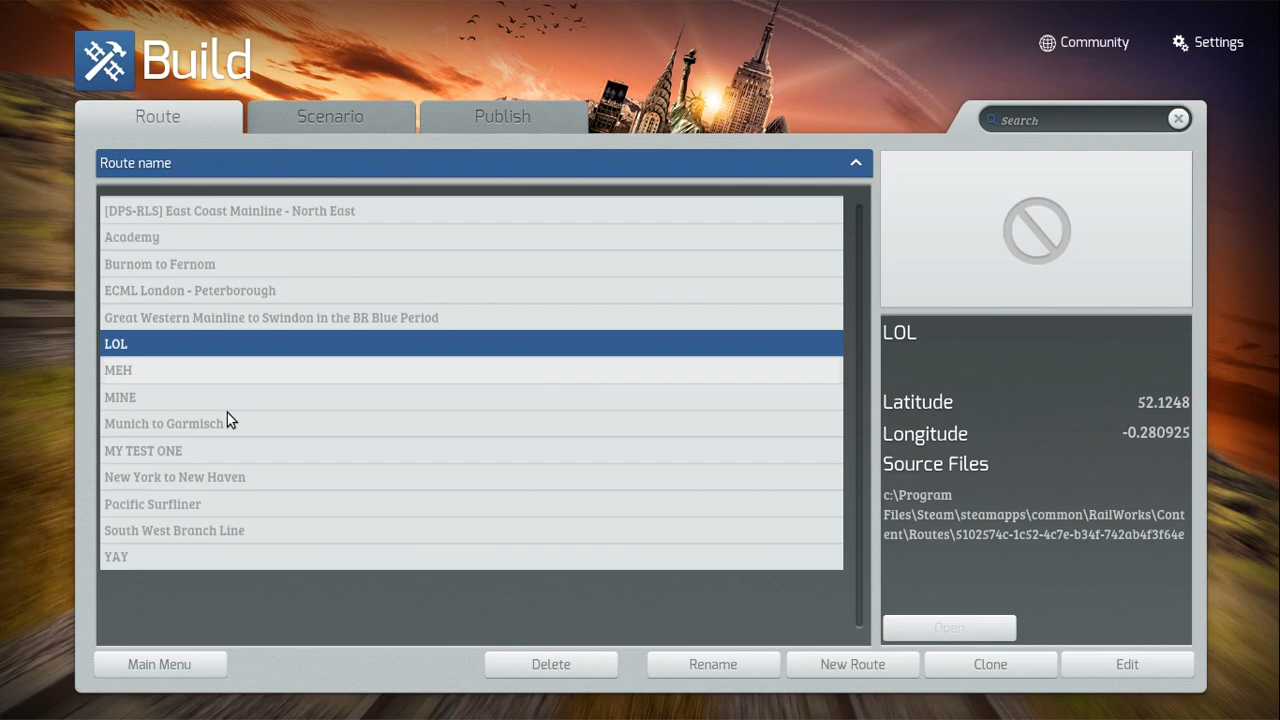 Build
Community
Settings
Route
Scenario
Publish
Search
Route name
[DPS-RLS] East Coast Mainline - North East
Academy
Burnom to Fernom
ECML London - Peterborough
Great Western Mainline to Swindon in the BR Blue Period
LOL
MEH
MINE
Munich to Garmisch
MY TEST ONE
New York to New Haven
Pacific Surfliner
South West Branch Line
YAY
LOL
Latitude 52.1248
Longitude -0.280925
Source Files
c:\Program
Files\Steam\steamapps\common\RailWorks\Cont
ent\Routes\5102574c-1c52-4c7e-b34f-742ab4f3f64e
Open
Main Menu
Delete
Rename
New Route
Clone
Edit